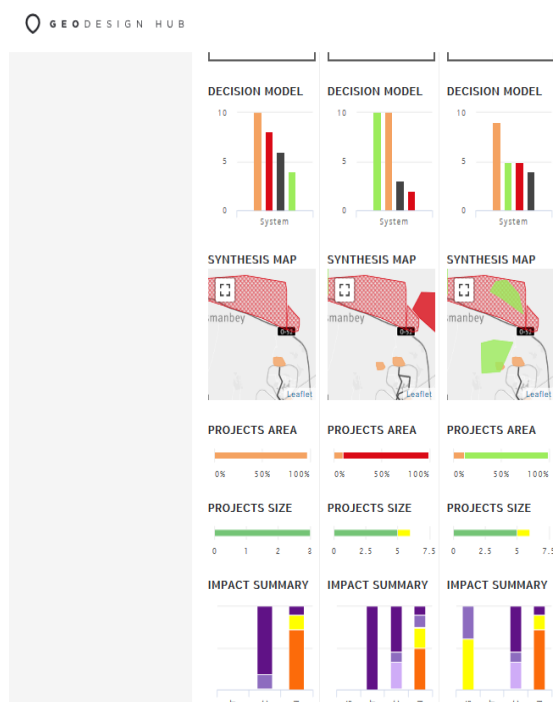 GEODESIGN HUB
DECISION MODEL DECISION MODEL DECISION MODEL
10 10 10
5 5 5
0 0 0
System System System
SYNTHESIS MAP SYNTHESIS MAP SYNTHESIS MAP
manbey manbey manbey
D-52 D-52 D-52
Leaflet Leaflet Leaflet
PROJECTS AREA PROJECTS AREA PROJECTS AREA
0% 50% 100% 0% 50% 100% 0% 50% 100%
PROJECTS SIZE PROJECTS SIZE PROJECTS SIZE
0 1 2 3 0 2.5 5 7.5 0 2.5 5 7.5
IMPACT SUMMARY IMPACT SUMMARY IMPACT SUMMARY